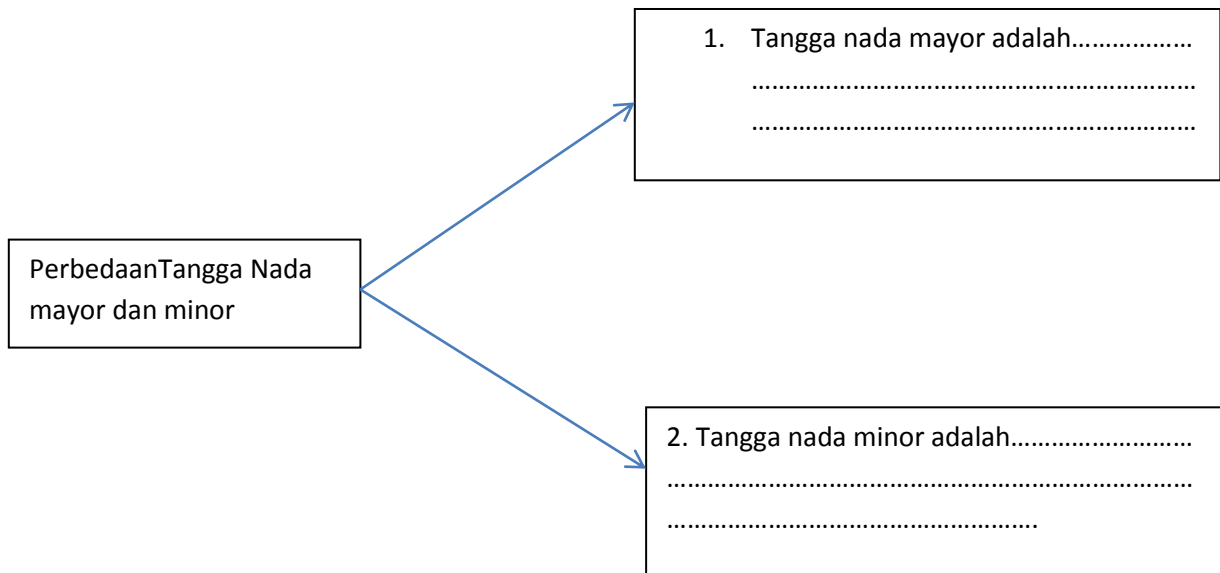 1. Tangga nada mayor adalah……………….
………………………………………………………….
………………………………………………………….
PerbedaanTangga Nada
mayor dan minor
2. Tangga nada minor adalah………………………
…………………………………………………………………….
……………………………………………….